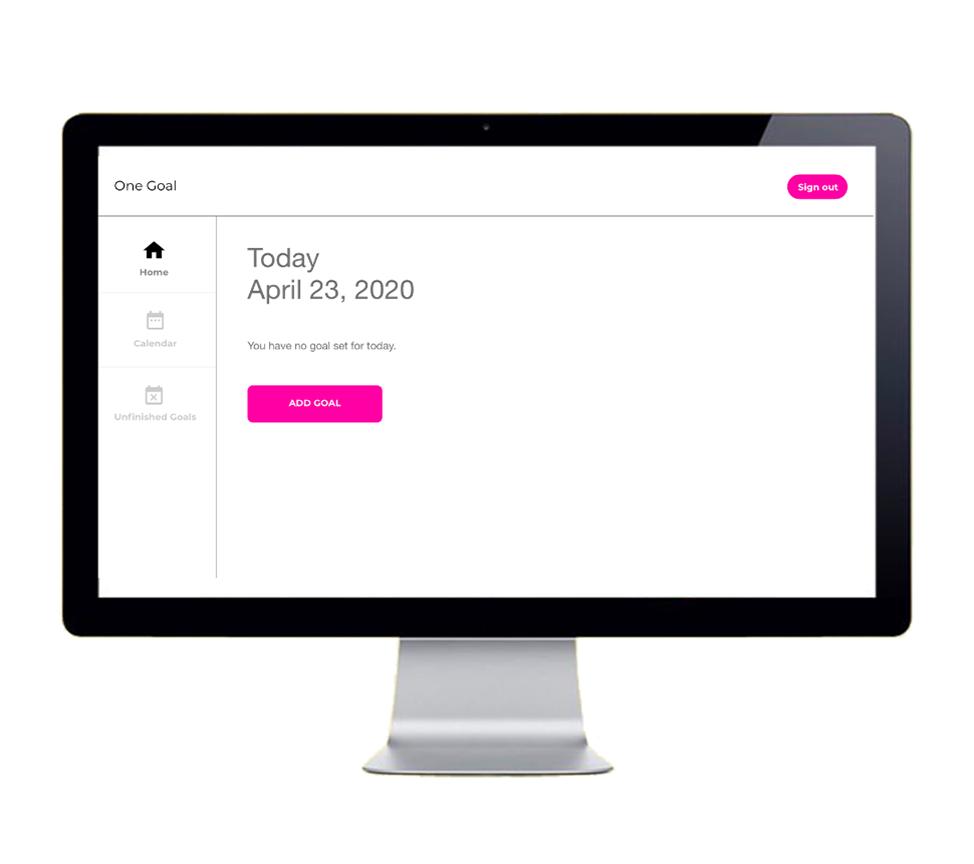 One Goal
Sign out
Home
Calendar
Unfinished Goals
Today
April 23, 2020
You have no goal set for today.
ADD GOAL